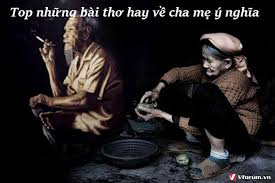 Top những bài thơ hay về cha mẹ ý nghĩa
Vforum.vn